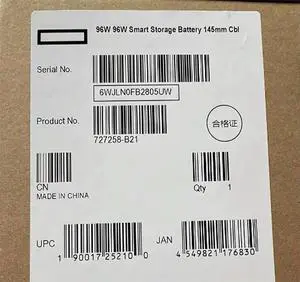 96W 96W Smart Storage Battery 145mm Cbl
Serial No.
6WJLN0FB2805UW
Product No.
727258-B21
合格证
CN
MADE IN CHINA
Qty 1
UPC
1 90017 25210 0
JAN
4 549821 176830